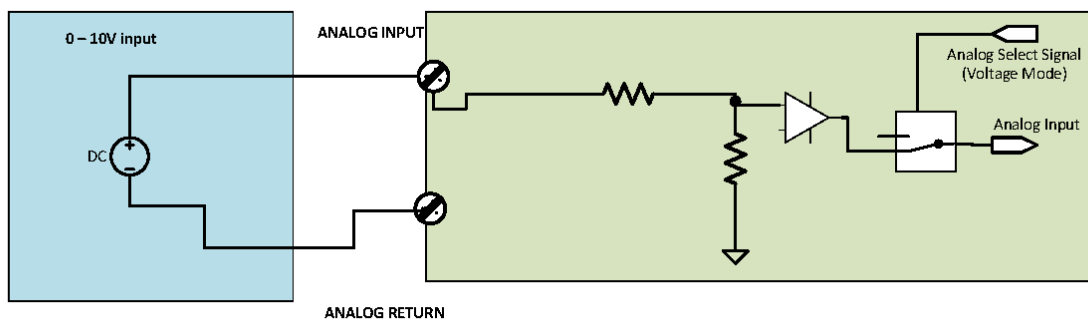 0 – 10V input
ANALOG INPUT
Analog Select Signal
(Voltage Mode)
Analog Input
DC
ANALOG RETURN